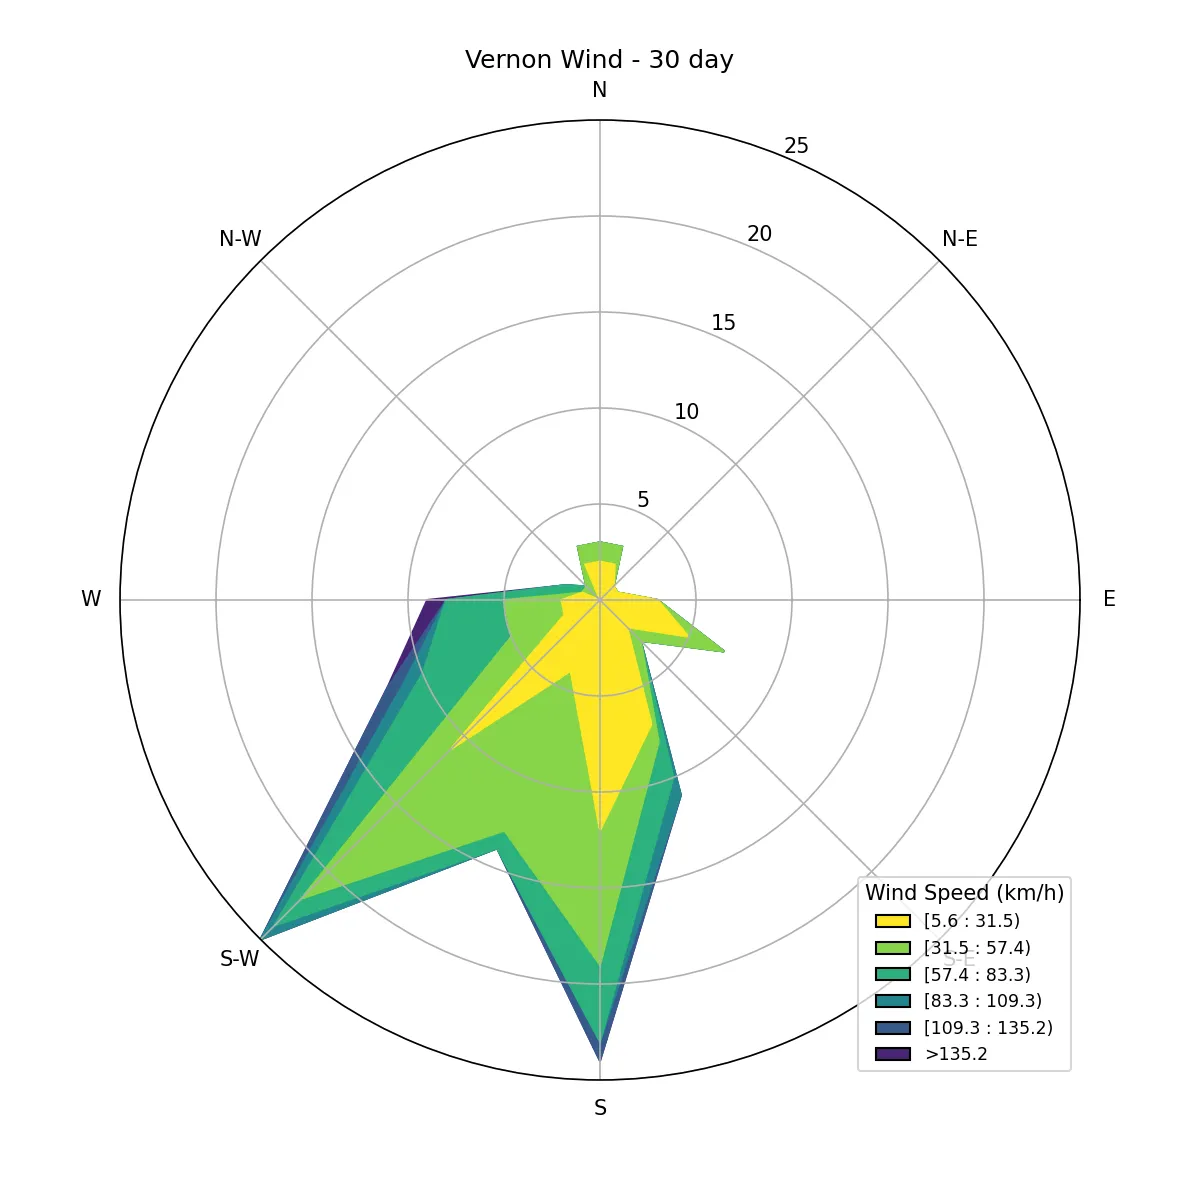 Vernon Wind - 30 day
N
25
N-W
20
N-E
15
10
5
W
E
Wind Speed (km/h)
[5.6 : 31.5)
[31.5 : 57.4)
S-E
[57.4 : 83.3)
[83.3 : 109.3)
[109.3 : 135.2)
>135.2
S-W
S